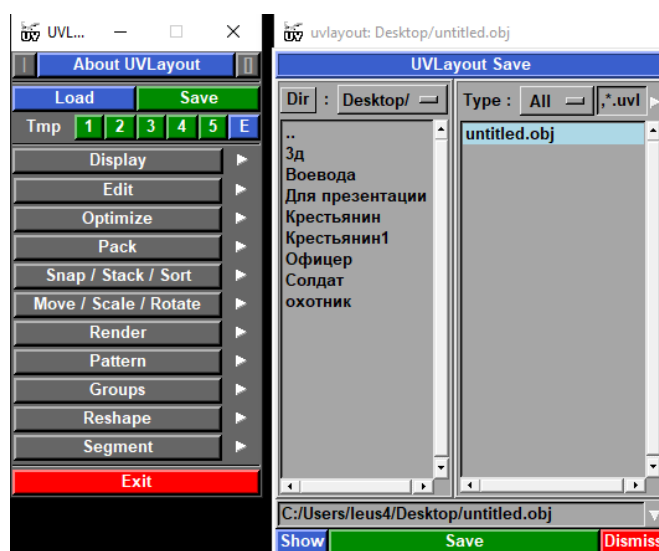 UVL...
About UVLayout
Load Save
Tmp 1 2 3 4 5 E
Display
Edit
Optimize
Pack
Snap / Stack / Sort
Move / Scale / Rotate
Render
Pattern
Groups
Reshape
Segment
Exit
uvlayout: Desktop/untitled.obj
UVLayout Save
Dir : Desktop/ Type : All ,*.uvl
..
3д
Воевода
Для презентации
Крестьянин
Крестьянин1
Офицер
Солдат
охотник
untitled.obj
C:/Users/leus4/Desktop/untitled.obj
Show Save Dismiss